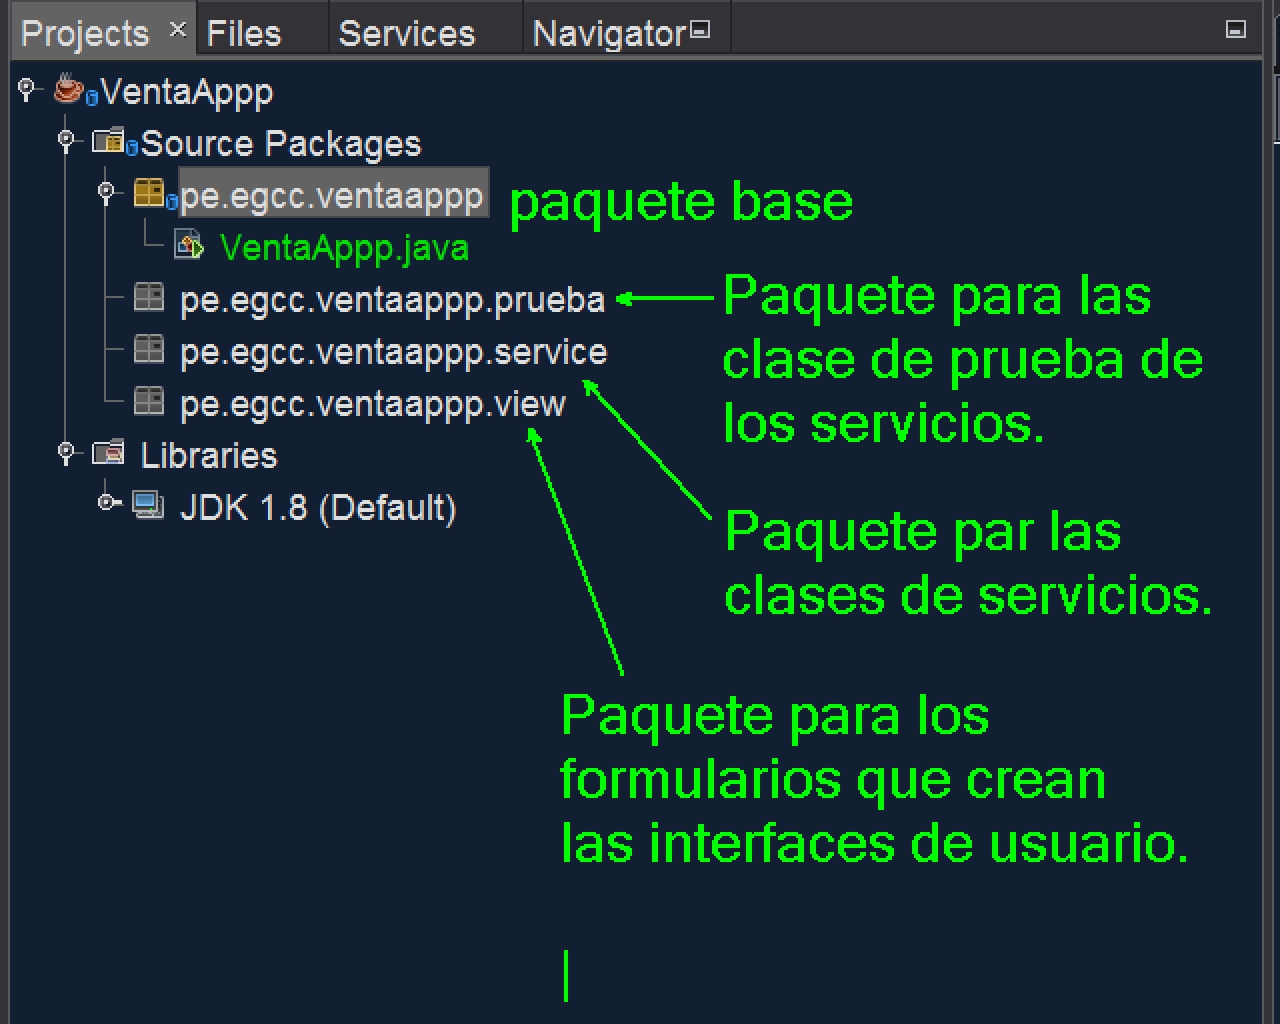 Projects Files Services Navigator
VentaAppp
Source Packages
pe.egcc.ventaappp paquete base
VentaAppp.java
pe.egcc.ventaappp.prueba
pe.egcc.ventaappp.service
pe.egcc.ventaappp.view
Libraries
JDK 1.8 (Default)
Paquete para las
clase de prueba de
los servicios.
Paquete par las
clases de servicios.
Paquete para los
formularios que crean
las interfaces de usuario.